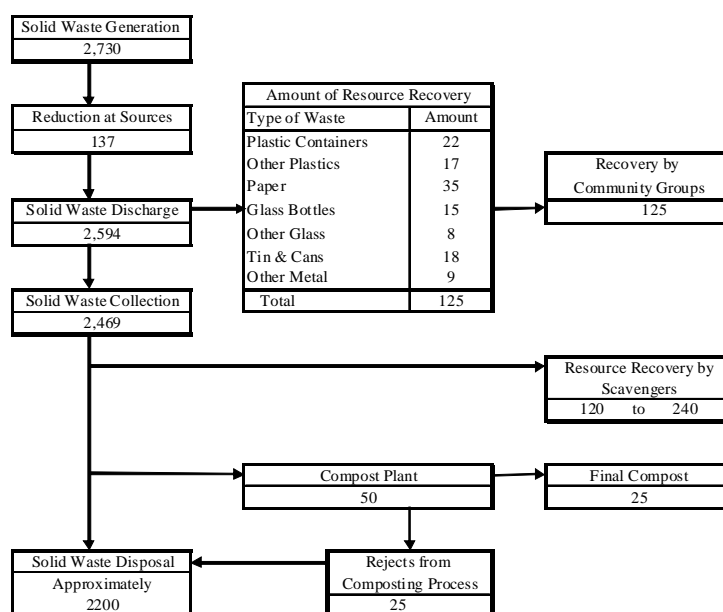 Solid Waste Generation
2,730
Reduction at Sources
137
Solid Waste Discharge
2,594
Solid Waste Collection
2,469
Amount of Resource Recovery
Type of Waste Amount
Plastic Containers 22
Other Plastics 17
Paper 35
Glass Bottles 15
Other Glass 8
Tin & Cans 18
Other Metal 9
Total 125
Recovery by
Community Groups
125
Resource Recovery by
Scavengers
120 to 240
Compost Plant
50
Final Compost
25
Solid Waste Disposal
Approximately
2200
Rejects from
Composting Process
25